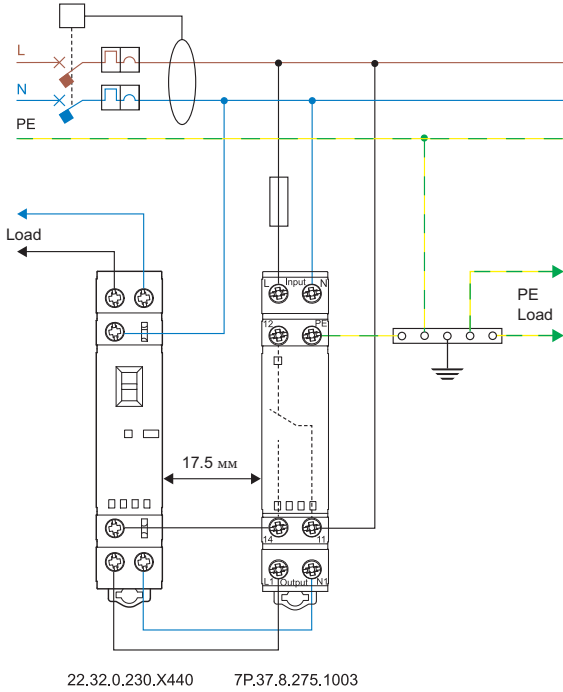 L
N
PE
Load
L Input N
12 PE
PE
Load
17.5 мм
14 11
L1 Output N1
22.32.0.230.X440 7P.37.8.275.1003